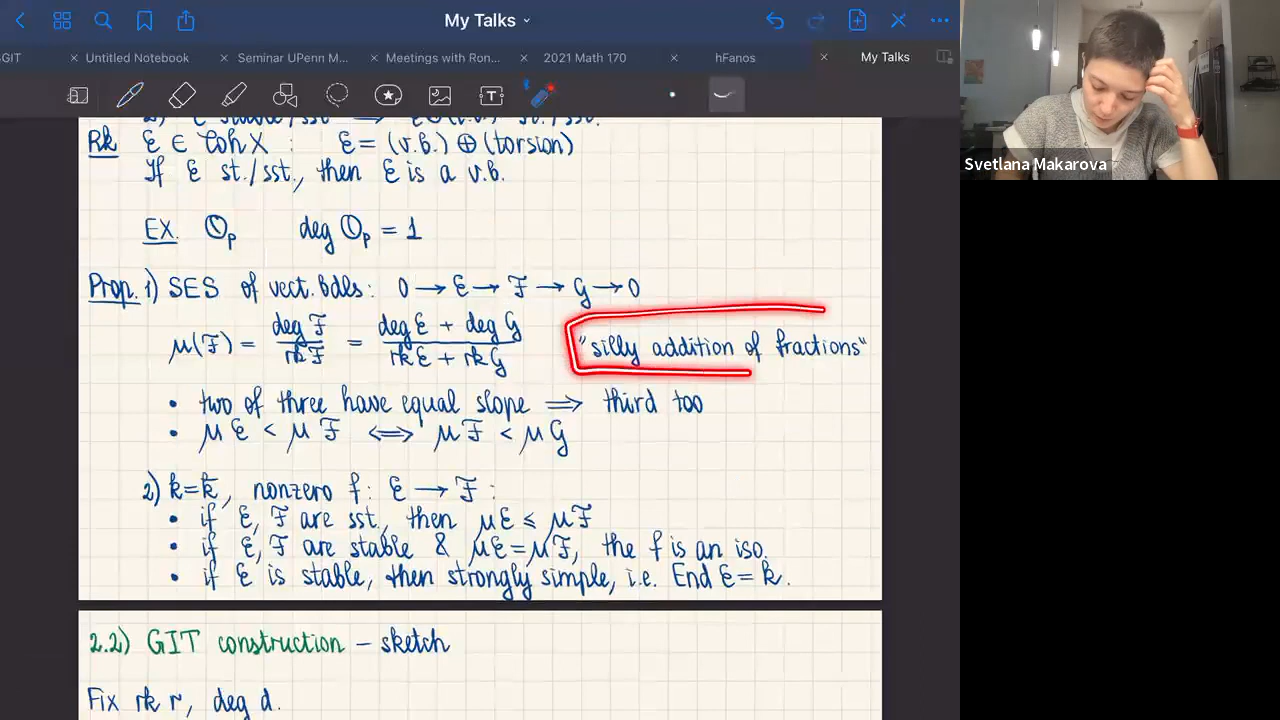 My Talks
GIT
Untitled Notebook
Seminar UPenn M...
Meetings with Ron...
2021 Math 170
hFanos
My Talks
Svetlana Makarova
Rk ℰ ∈ Coh X : ℰ = (v.b.) ⊕ (torsion)
If ℰ st./sst., then ℰ is a v.b.
EX. 𝒪_p deg 𝒪_p = 1
Prop. 1) SES of vect. bdls: 0 → ℰ → ℱ → 𝒢 → 0
μ(ℱ) = deg ℱ / rk ℱ = (deg ℰ + deg 𝒢) / (rk ℰ + rk 𝒢) "silly addition of fractions"
• two of three have equal slope ⟹ third too
• μℰ < μℱ ⟺ μℱ < μ𝒢
2) k = k̄, nonzero f: ℰ → ℱ :
• if ℰ, ℱ are sst, then μℰ ≤ μℱ
• if ℰ, ℱ are stable & μℰ = μℱ, the f is an iso.
• if ℰ is stable, then strongly simple, i.e. End ℰ = k.
2.2) GIT construction – sketch
Fix rk r, deg d.